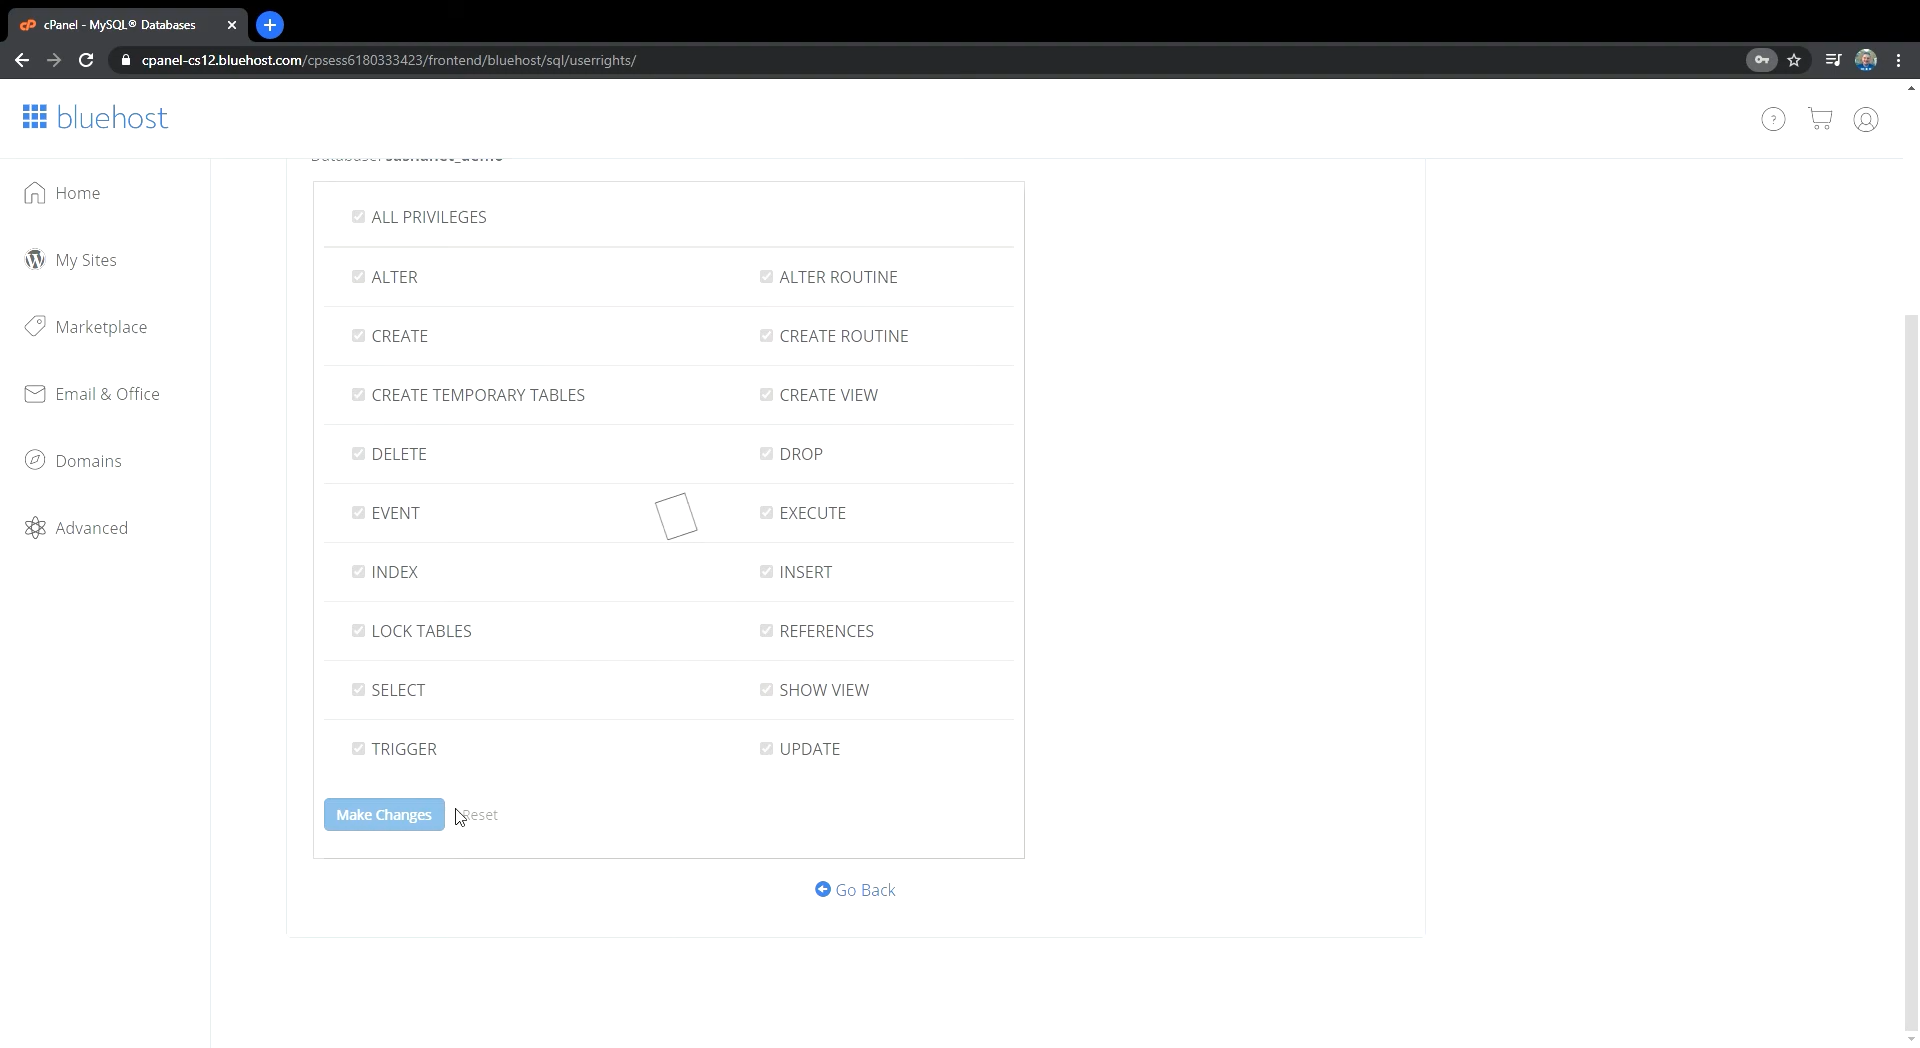 cPanel - MySQL® Databases
cpanel-cs12.bluehost.com/cpsess6180333423/frontend/bluehost/sql/userrights/
bluehost
Home
My Sites
Marketplace
Email & Office
Domains
Advanced
ALL PRIVILEGES
ALTER
ALTER ROUTINE
CREATE
CREATE ROUTINE
CREATE TEMPORARY TABLES
CREATE VIEW
DELETE
DROP
EVENT
EXECUTE
INDEX
INSERT
LOCK TABLES
REFERENCES
SELECT
SHOW VIEW
TRIGGER
UPDATE
Make Changes
Reset
Go Back